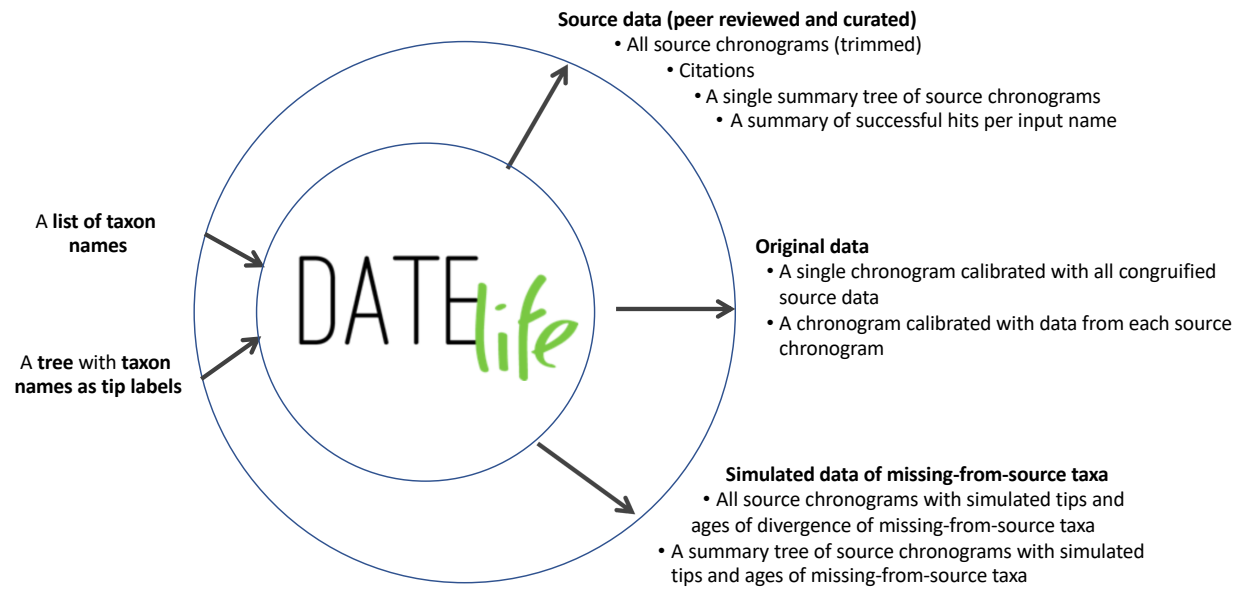 Source data (peer reviewed and curated)
• All source chronograms (trimmed)
• Citations
• A single summary tree of source chronograms
• A summary of successful hits per input name
A list of taxon
names
DATE
life
A tree with taxon
names as tip labels
Original data
• A single chronogram calibrated with all congruified
source data
• A chronogram calibrated with data from each source
chronogram
Simulated data of missing-from-source taxa
• All source chronograms with simulated tips and
ages of divergence of missing-from-source taxa
• A summary tree of source chronograms with simulated
tips and ages of missing-from-source taxa